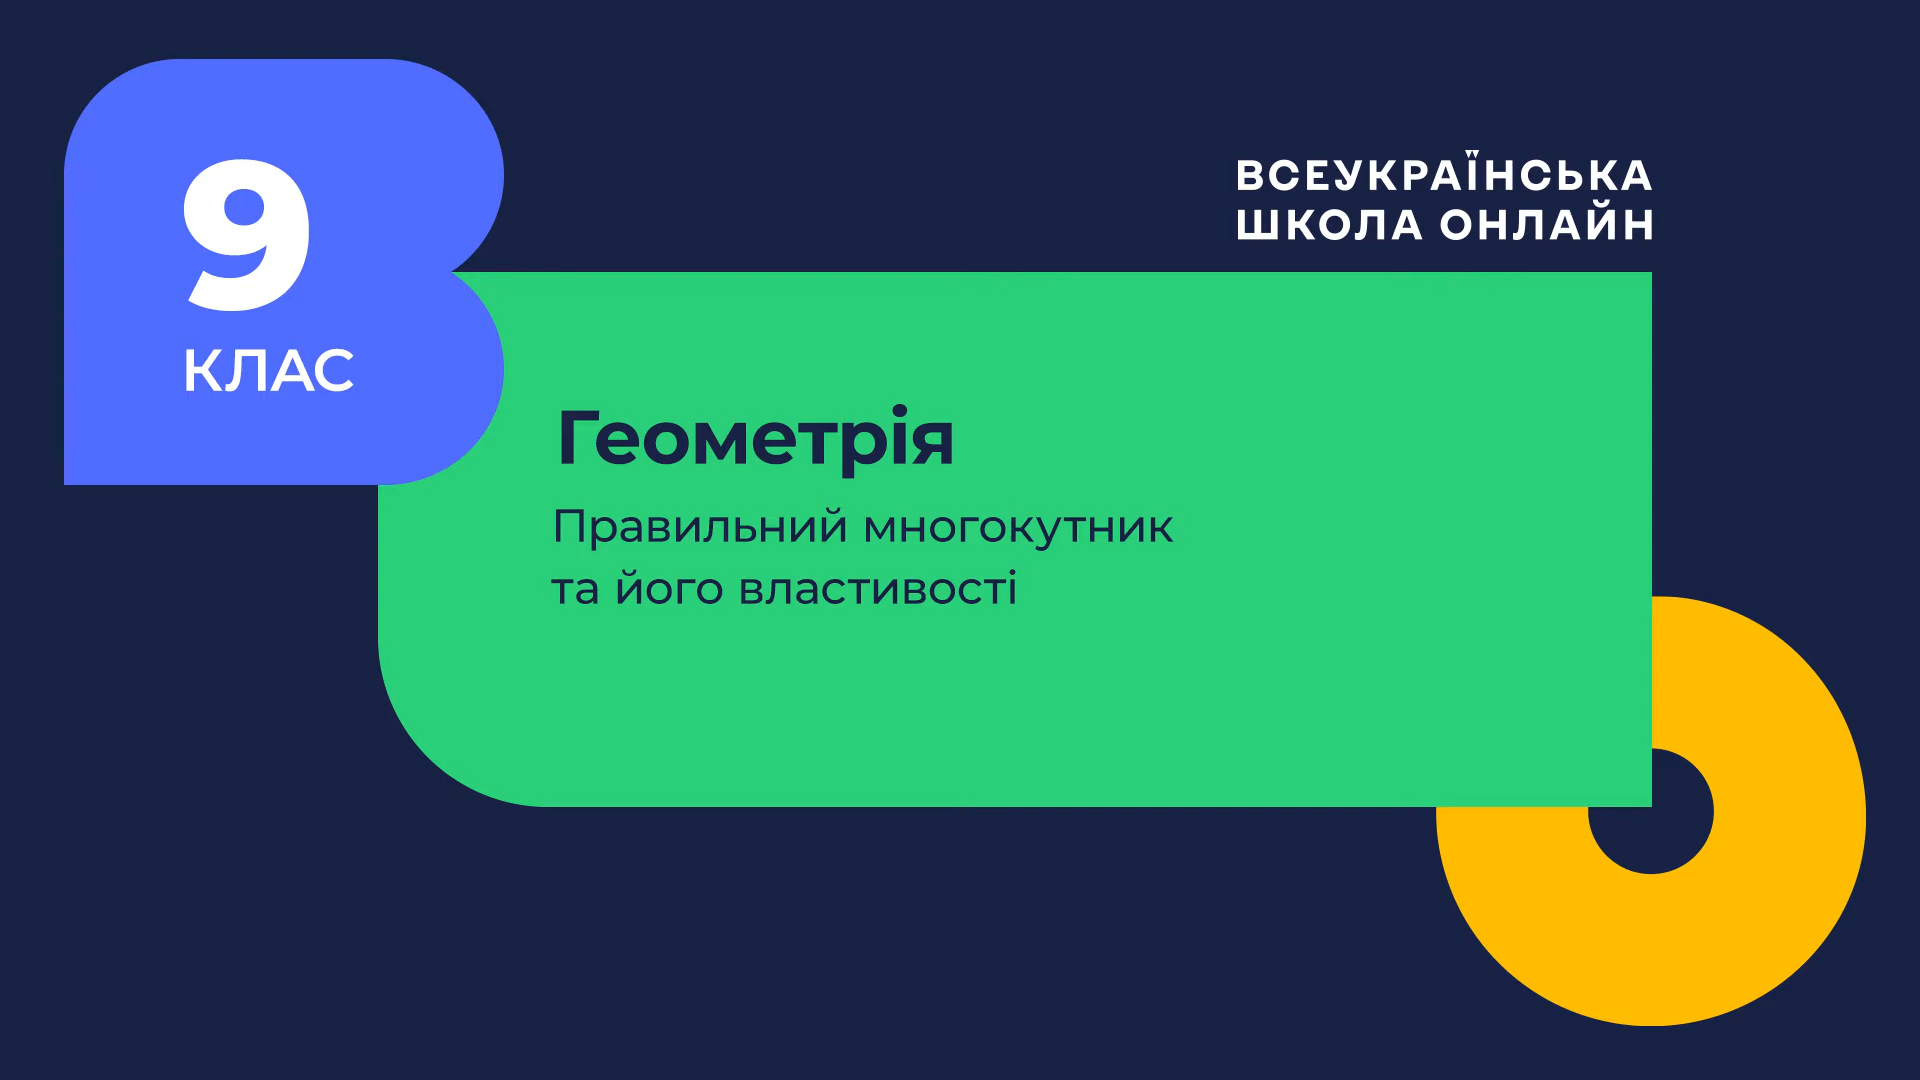 9
КЛАС
ВСЕУКРАЇНСЬКА
ШКОЛА ОНЛАЙН
Геометрія
Правильний многокутник
та його властивості